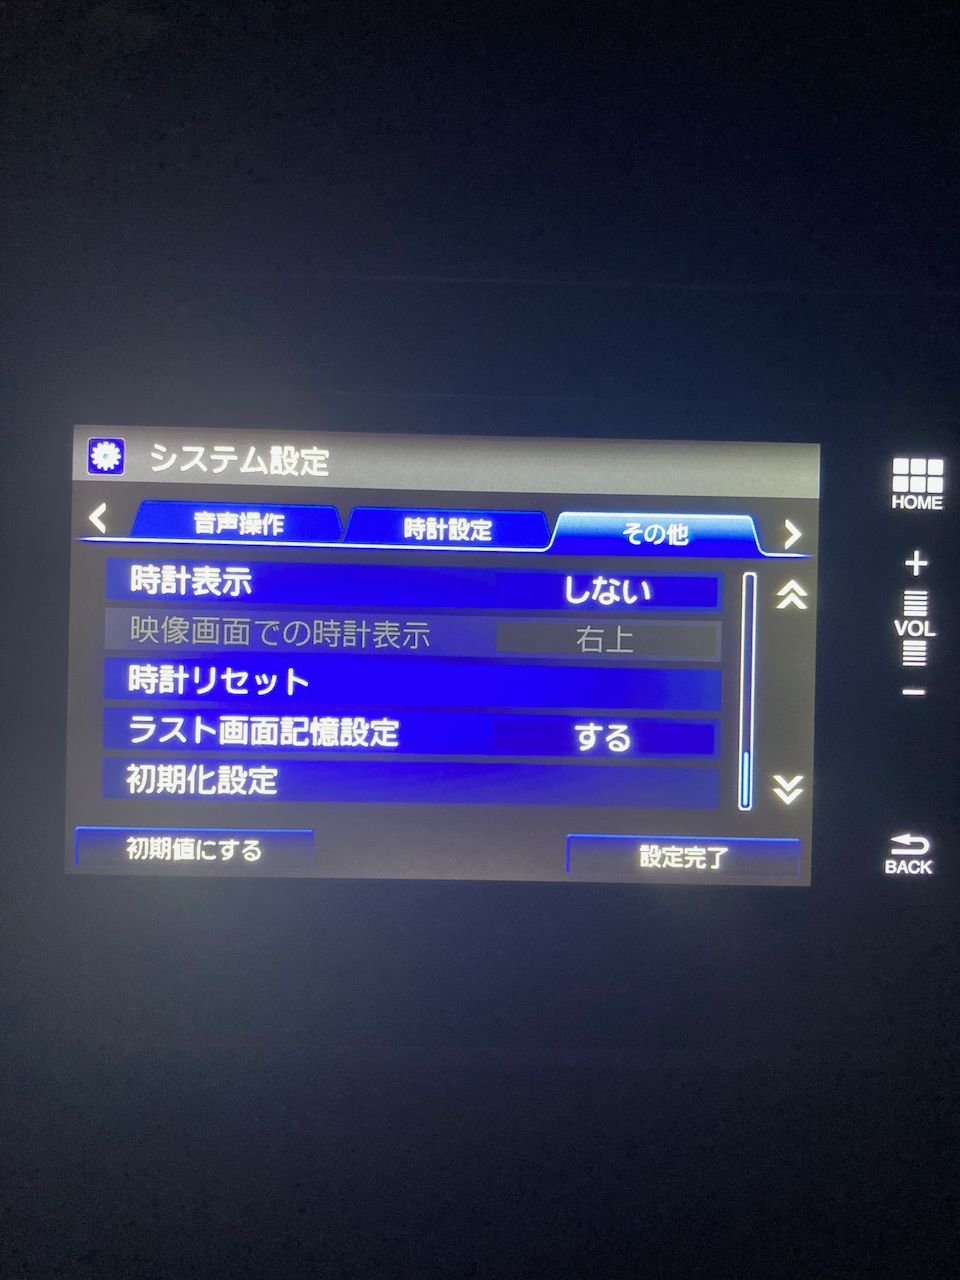 システム設定
音声操作 時計設定 その他
時計表示 しない
映像画面での時計表示 右上
時計リセット
ラスト画面記憶設定 する
初期化設定
初期値にする 設定完了
HOME
+
VOL
−
BACK